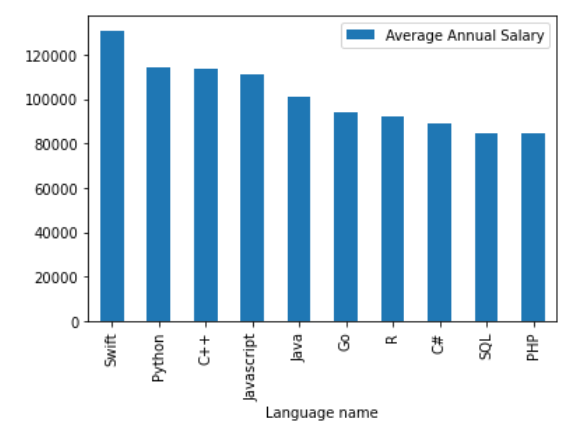 Average Annual Salary
120000
100000
80000
60000
40000
20000
0
Swift
Python
C++
Javascript
Java
Go
R
C#
SQL
PHP
Language name